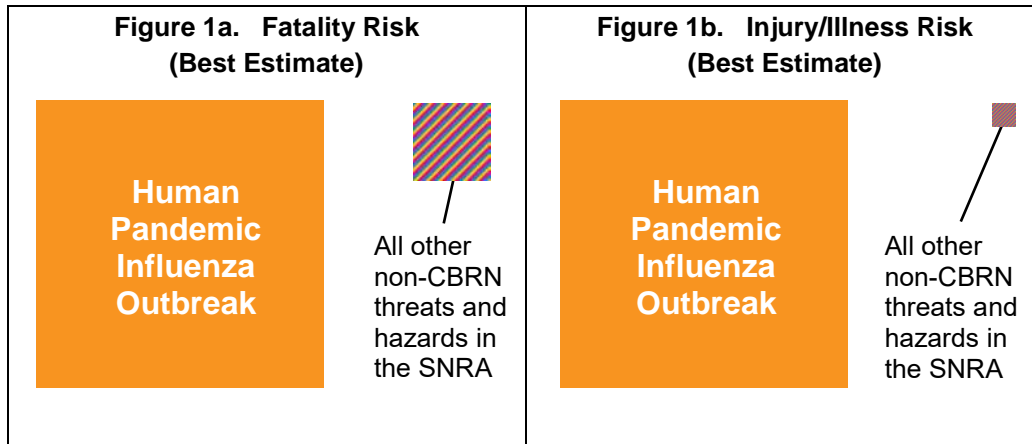 Figure 1a.   Fatality Risk
(Best Estimate)
Human
Pandemic
Influenza
Outbreak
All other
non-CBRN
threats and
hazards in
the SNRA
Figure 1b.   Injury/Illness Risk
(Best Estimate)
Human
Pandemic
Influenza
Outbreak
All other
non-CBRN
threats and
hazards in
the SNRA